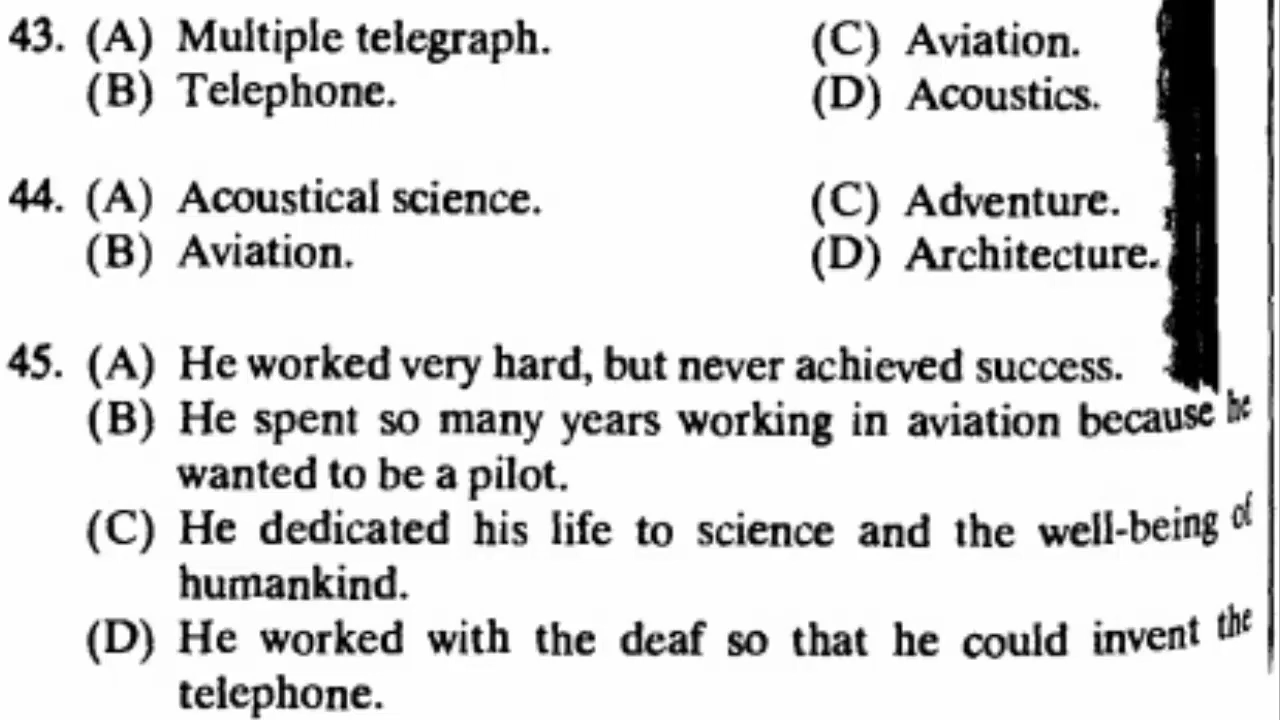 43. (A) Multiple telegraph. (C) Aviation.
(B) Telephone. (D) Acoustics.
44. (A) Acoustical science. (C) Adventure.
(B) Aviation. (D) Architecture.
45. (A) He worked very hard, but never achieved success.
(B) He spent so many years working in aviation because he
wanted to be a pilot.
(C) He dedicated his life to science and the well-being of
humankind.
(D) He worked with the deaf so that he could invent the
telephone.